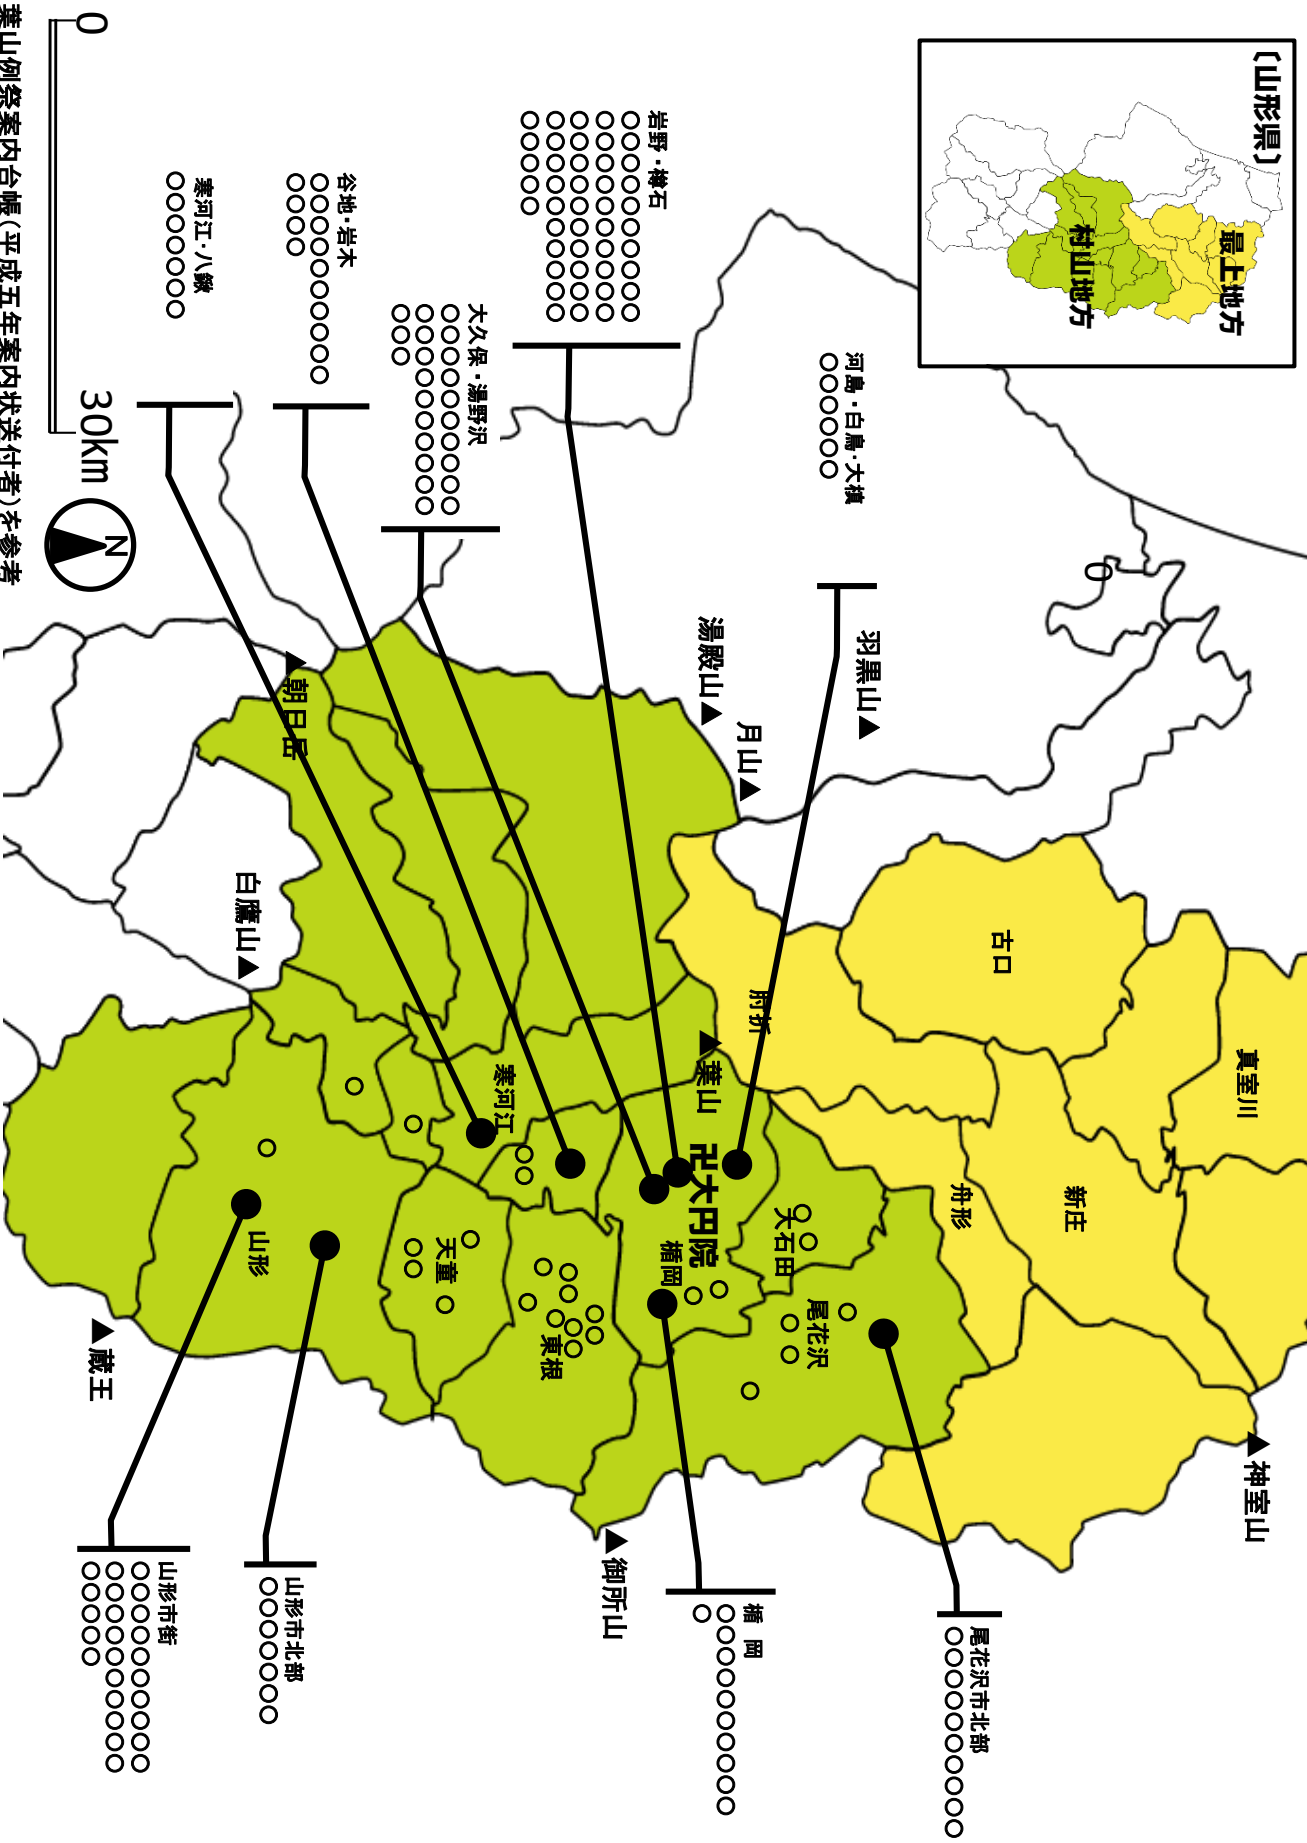 〔山形県〕
最上地方
村山地方
0
河島・白鳥・大槙
岩野・樽石
大久保・湯野沢
谷地・岩木
寒河江・八鍬
羽黒山
湯殿山
月山
朝日岳
白鷹山
真室川
古口
肘折
新庄
舟形
葉山
卍大円院
大石田
尾花沢
楯岡
寒河江
東根
天童
山形
神室山
御所山
蔵王
尾花沢市北部
楯 岡
山形市北部
山形市街
0
30km
N
葉山例祭案内台帳(平成五年案内状送付者)を参考